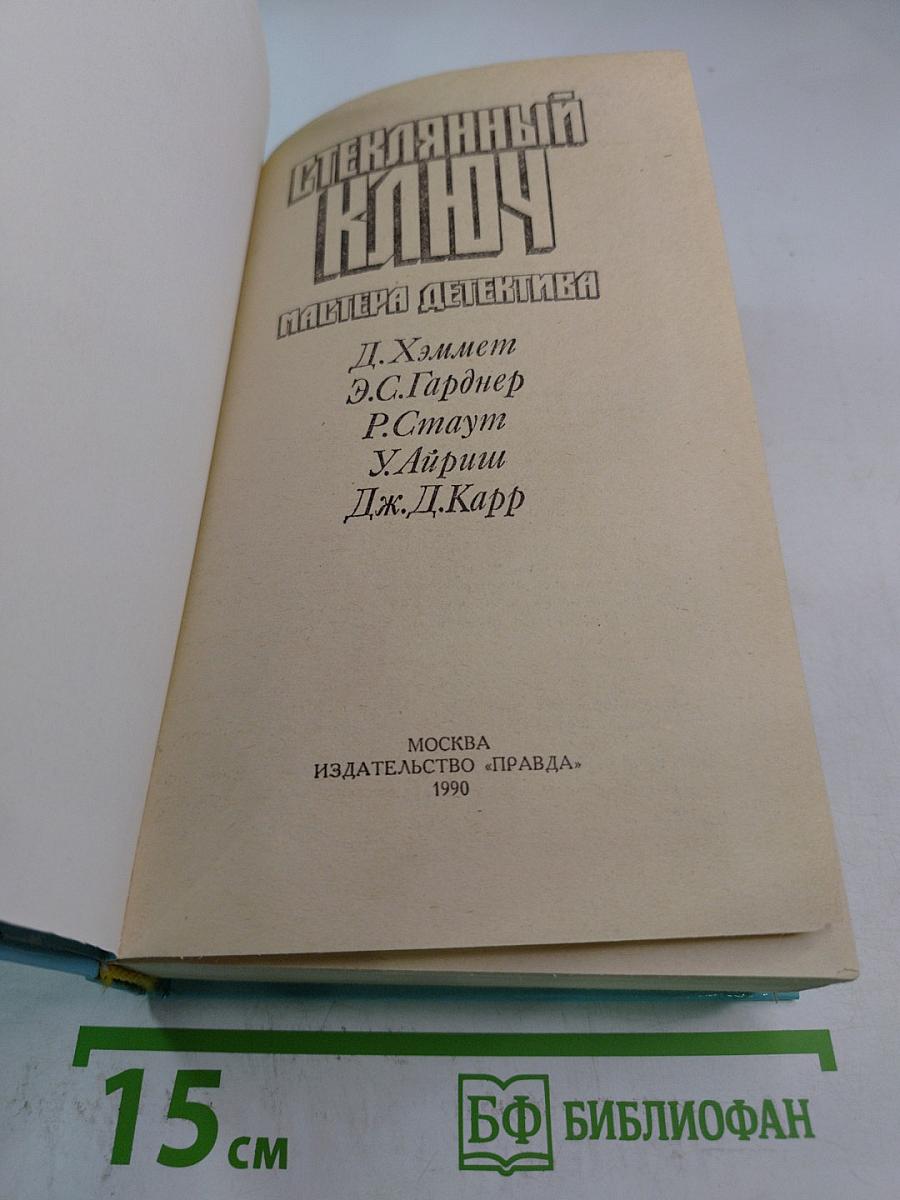 СТЕКЛЯННЫЙ
КЛЮЧ
МАСТЕРА ДЕТЕКТИВА
Д. Хэммет
Э.С. Гарднер
Р. Стаут
У. Айриш
Дж. Д. Карр
МОСКВА
ИЗДАТЕЛЬСТВО «ПРАВДА»
1990
15 см
БФ БИБЛИОФАН